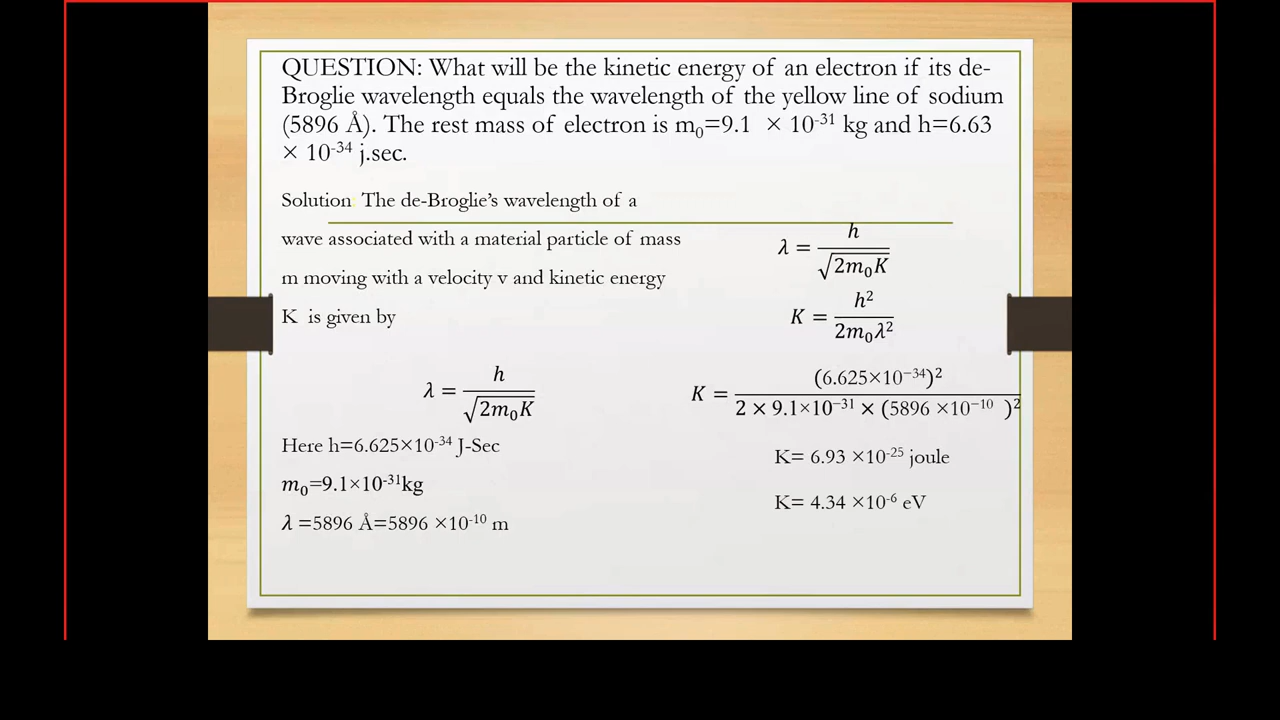 QUESTION: What will be the kinetic energy of an electron if its de-
Broglie wavelength equals the wavelength of the yellow line of sodium
(5896 Å). The rest mass of electron is m₀=9.1 × 10⁻³¹ kg and h=6.63
× 10⁻³⁴ j.sec.
Solution: The de-Broglie’s wavelength of a
wave associated with a material particle of mass
m moving with a velocity v and kinetic energy
K is given by
λ = h / √(2m₀K)
Here h=6.625×10⁻³⁴ J-Sec
m₀=9.1×10⁻³¹kg
λ =5896 Å=5896 ×10⁻¹⁰ m
λ = h / √(2m₀K)
K = h² / 2m₀λ²
K = (6.625×10⁻³⁴)² / 2 × 9.1×10⁻³¹ × (5896 ×10⁻¹⁰ )²
K= 6.93 ×10⁻²⁵ joule
K= 4.34 ×10⁻⁶ eV